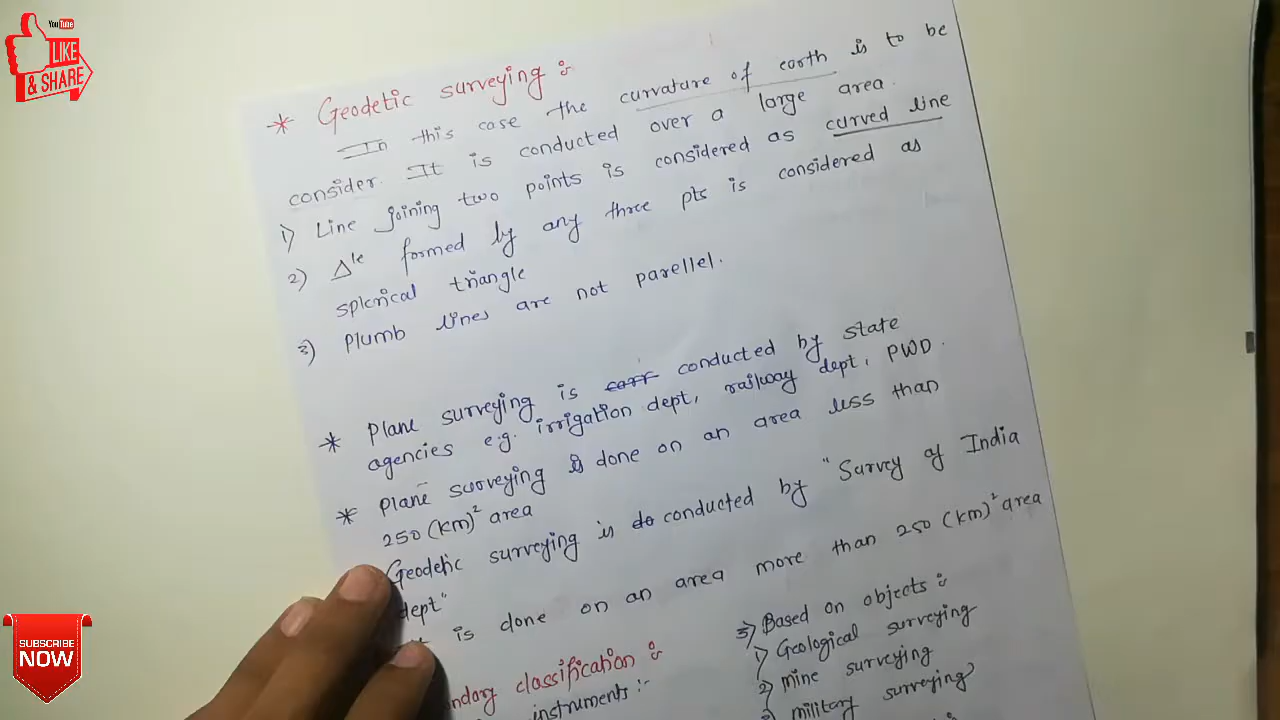 YouTube
LIKE
& SHARE
* Geodetic surveying :
In this case the curvature of earth is to be
consider. It is conducted over a large area.
1) Line joining two points is considered as curved line
2) Δle formed by any three pts is considered as
spherical triangle
3) Plumb lines are not parellel.
* Plane surveying is conducted by state
agencies e.g. irrigation dept, railway dept, PWD.
* Plane surveying is done on an area less than
250 (km)² area
Geodetic surveying is conducted by "Survey of India
dept"
It is done on an area more than 250 (km)² area
ndary classification :
instruments :-
3) Based on objects :
1) Geological surveying
2) mine surveying
3) military surveying
SUBSCRIBE
NOW